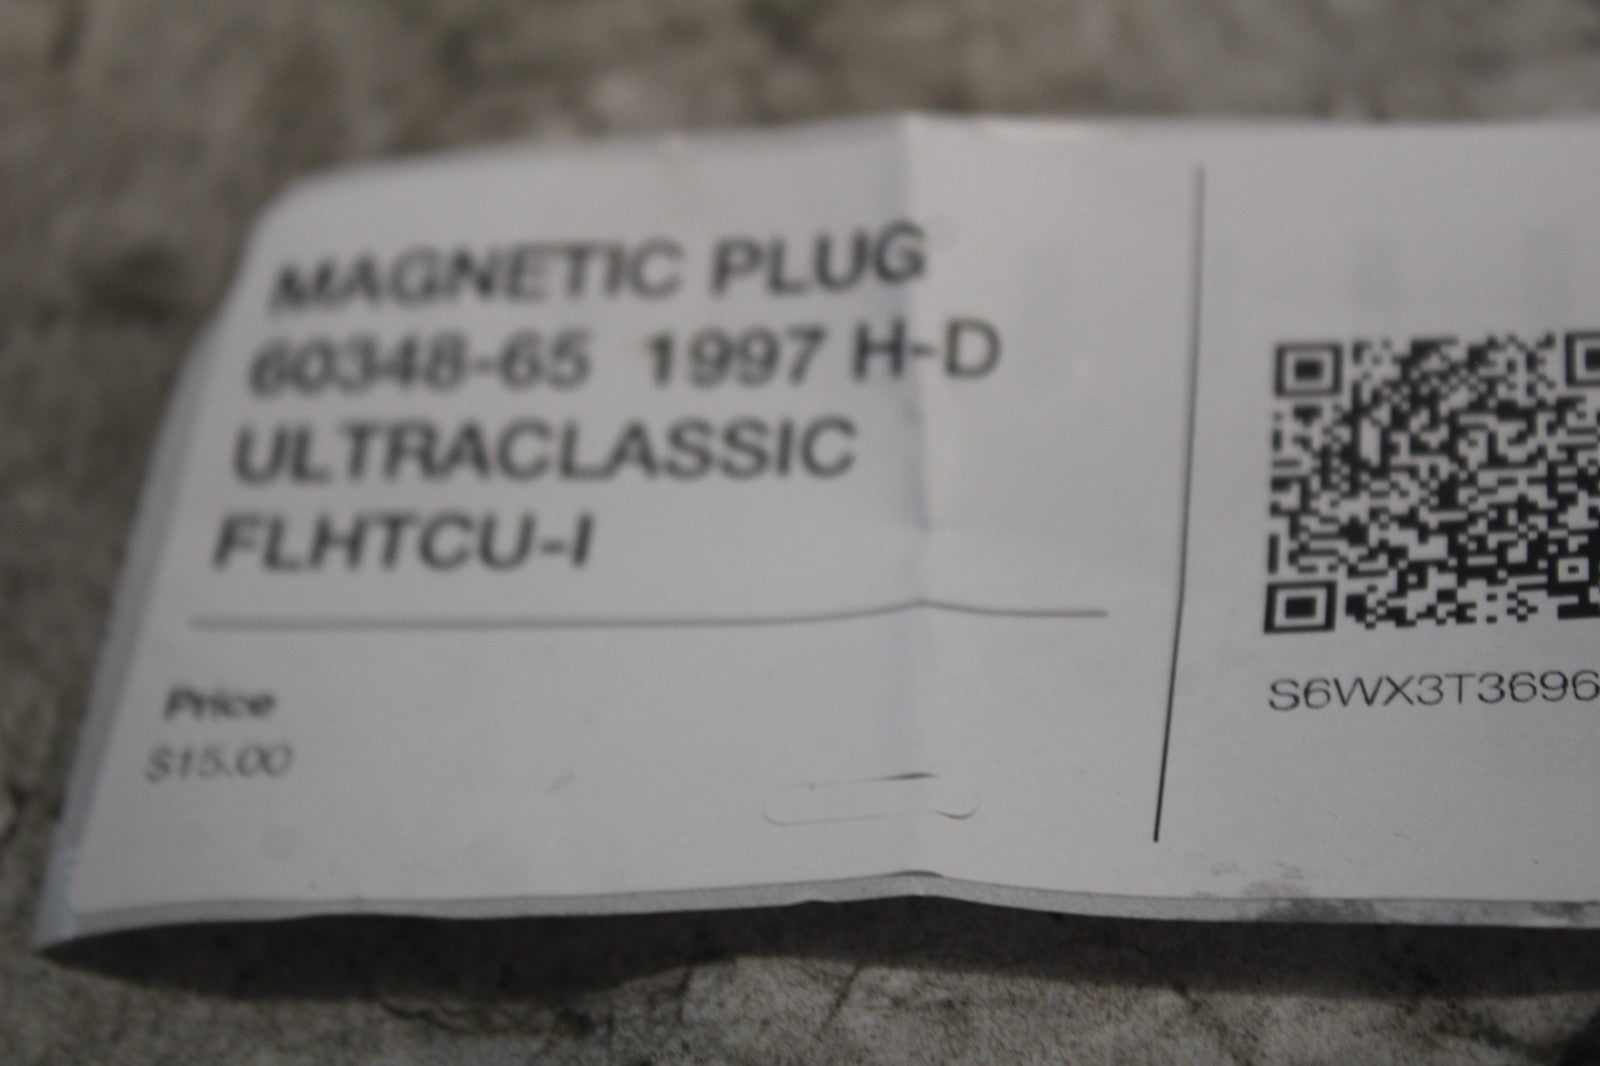 MAGNETIC PLUG
60348-65 1997 H-D
ULTRACLASSIC
FLHTCU-I
Price
$15.00
S6WX3T3696